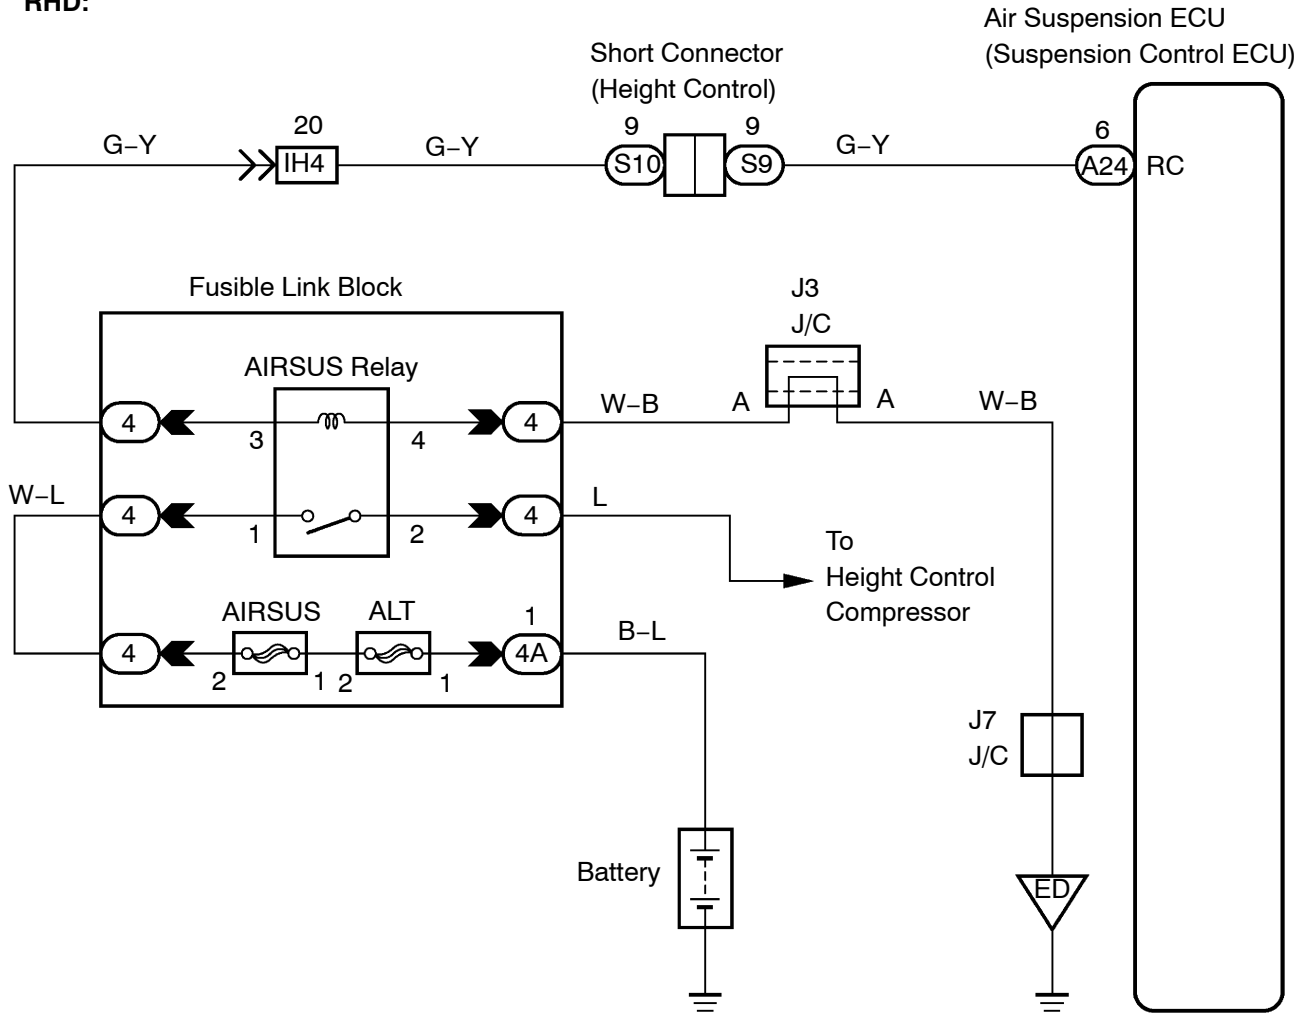 RHD:
Air Suspension ECU
(Suspension Control ECU)
Short Connector
(Height Control)
20
9
9
6
G–Y
IH4
G–Y
S10
S9
G–Y
A24
RC
Fusible Link Block
J3
J/C
AIRSUS Relay
4
3
4
4
W–B
A
A
W–B
W–L
4
1
2
4
L
To
Height Control
Compressor
AIRSUS
ALT
1
4
2
1
2
1
4A
B–L
J7
J/C
Battery
ED